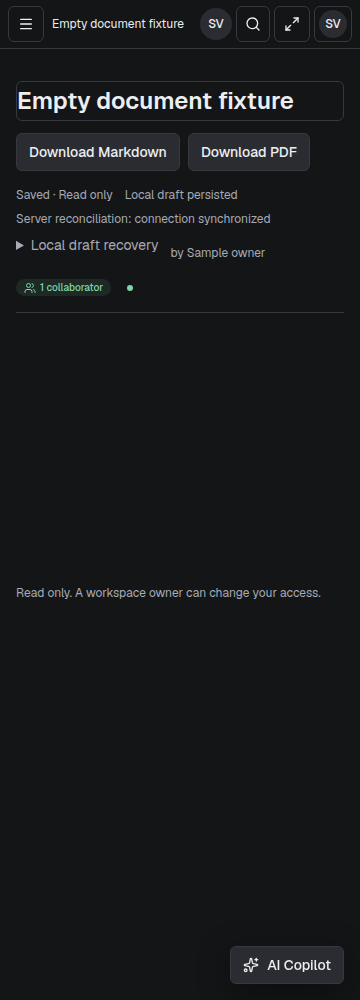 Empty document fixture
SV
SV
Empty document fixture
Download Markdown
Download PDF
Saved · Read only
Local draft persisted
Server reconciliation: connection synchronized
Local draft recovery
by Sample owner
1 collaborator
Read only. A workspace owner can change your access.
AI Copilot